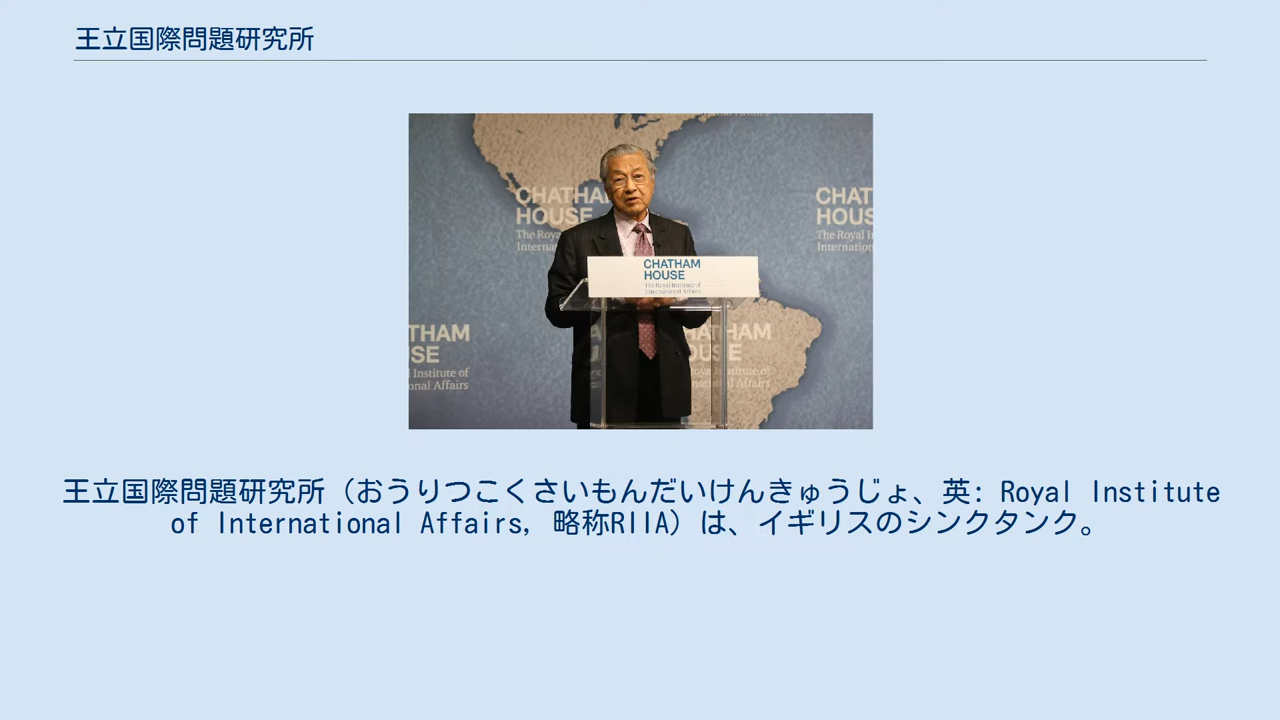 王立国際問題研究所
CHATHAM
HOUSE
The Royal Institute of
International Affairs
CHATHAM
HOUSE
王立国際問題研究所（おうりつこくさいもんだいけんきゅうじょ、英: Royal Institute
of International Affairs, 略称RIIA）は、イギリスのシンクタンク。